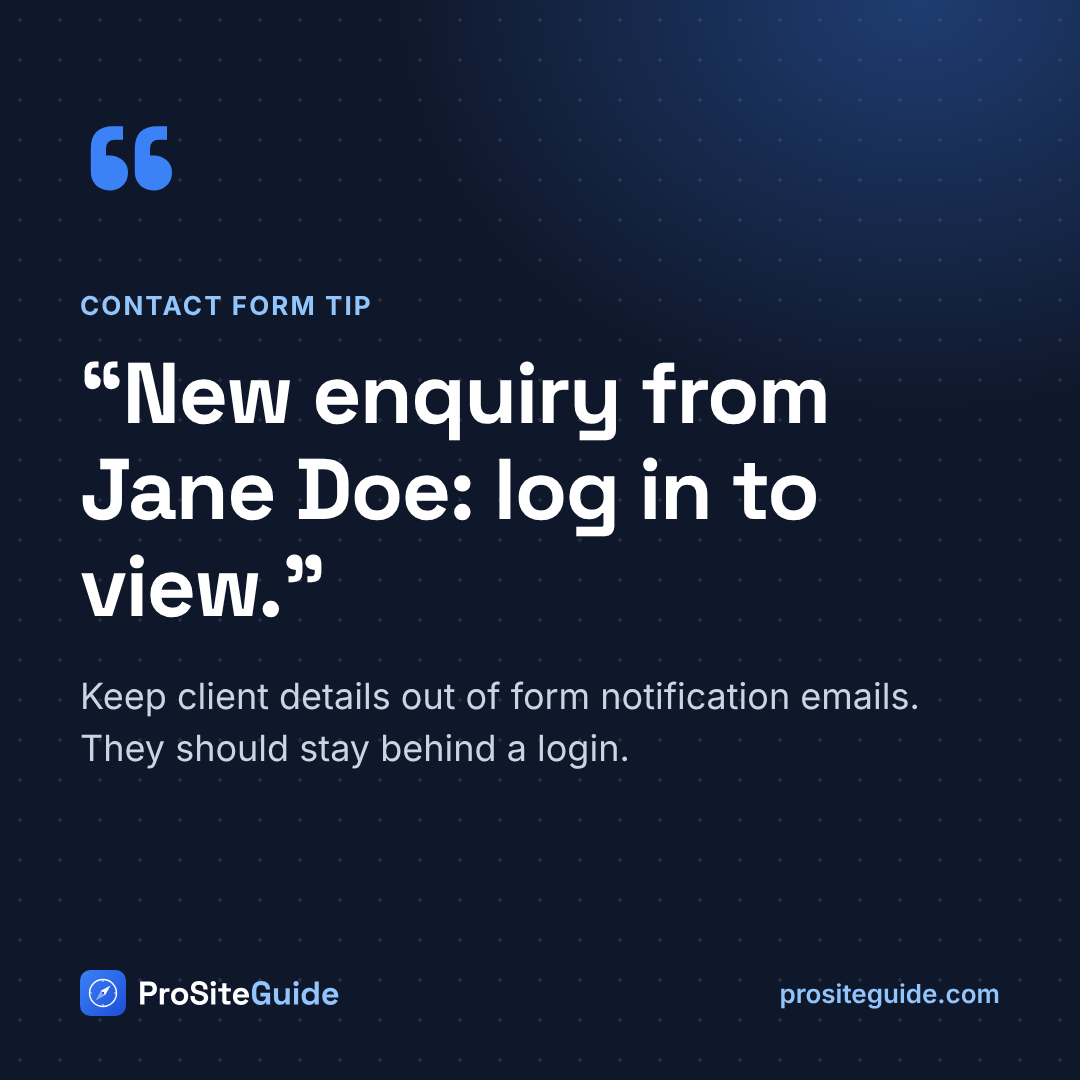 “
CONTACT FORM TIP
“New enquiry from
Jane Doe: log in to
view.”
Keep client details out of form notification emails.
They should stay behind a login.
ProSiteGuide
prositeguide.com